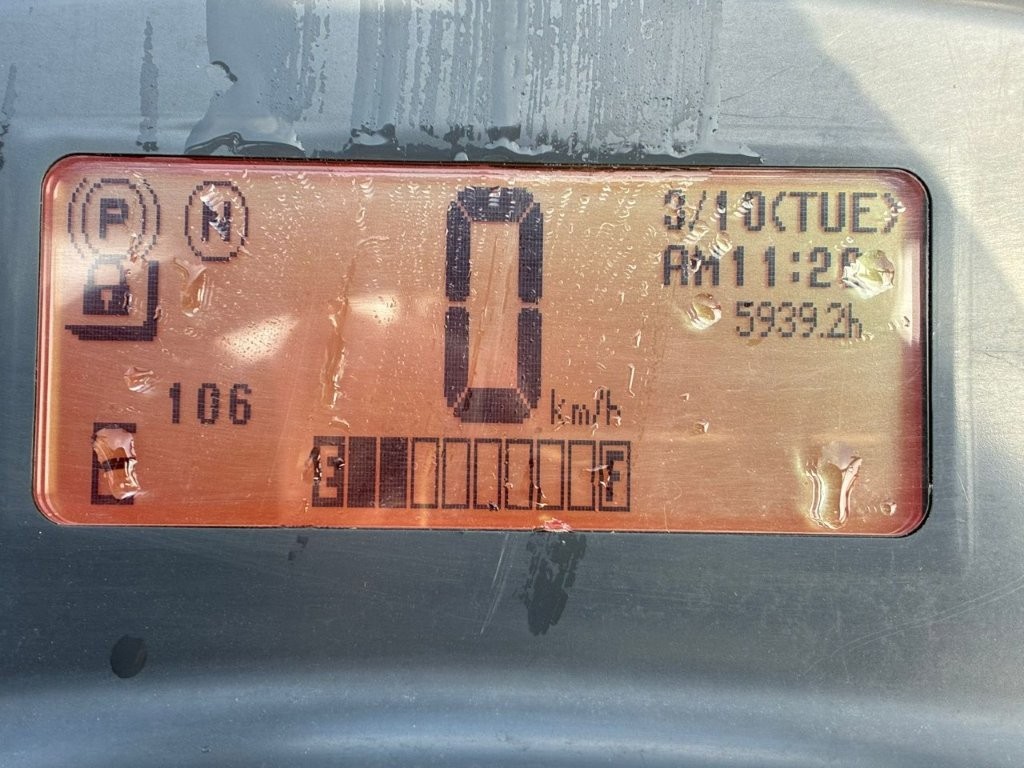 P N
3/10(TUE)
AM11:2
5939.2h
0 km/h
106
E F